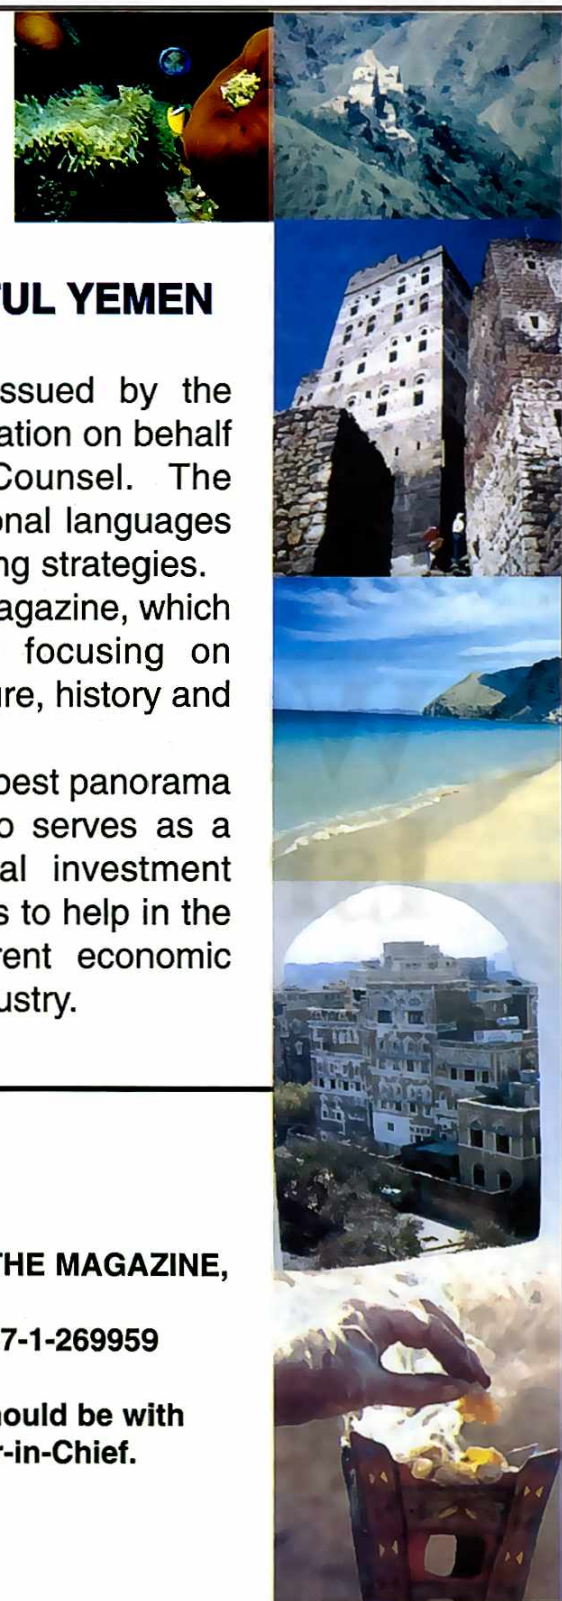 UL YEMEN
ssued by the
ation on behalf
Counsel. The
onal languages
ng strategies.
agazine, which
focusing on
ure, history and
best panorama
o serves as a
al investment
s to help in the
rent economic
ustry.
THE MAGAZINE,
7-1-269959
hould be with
r-in-Chief.